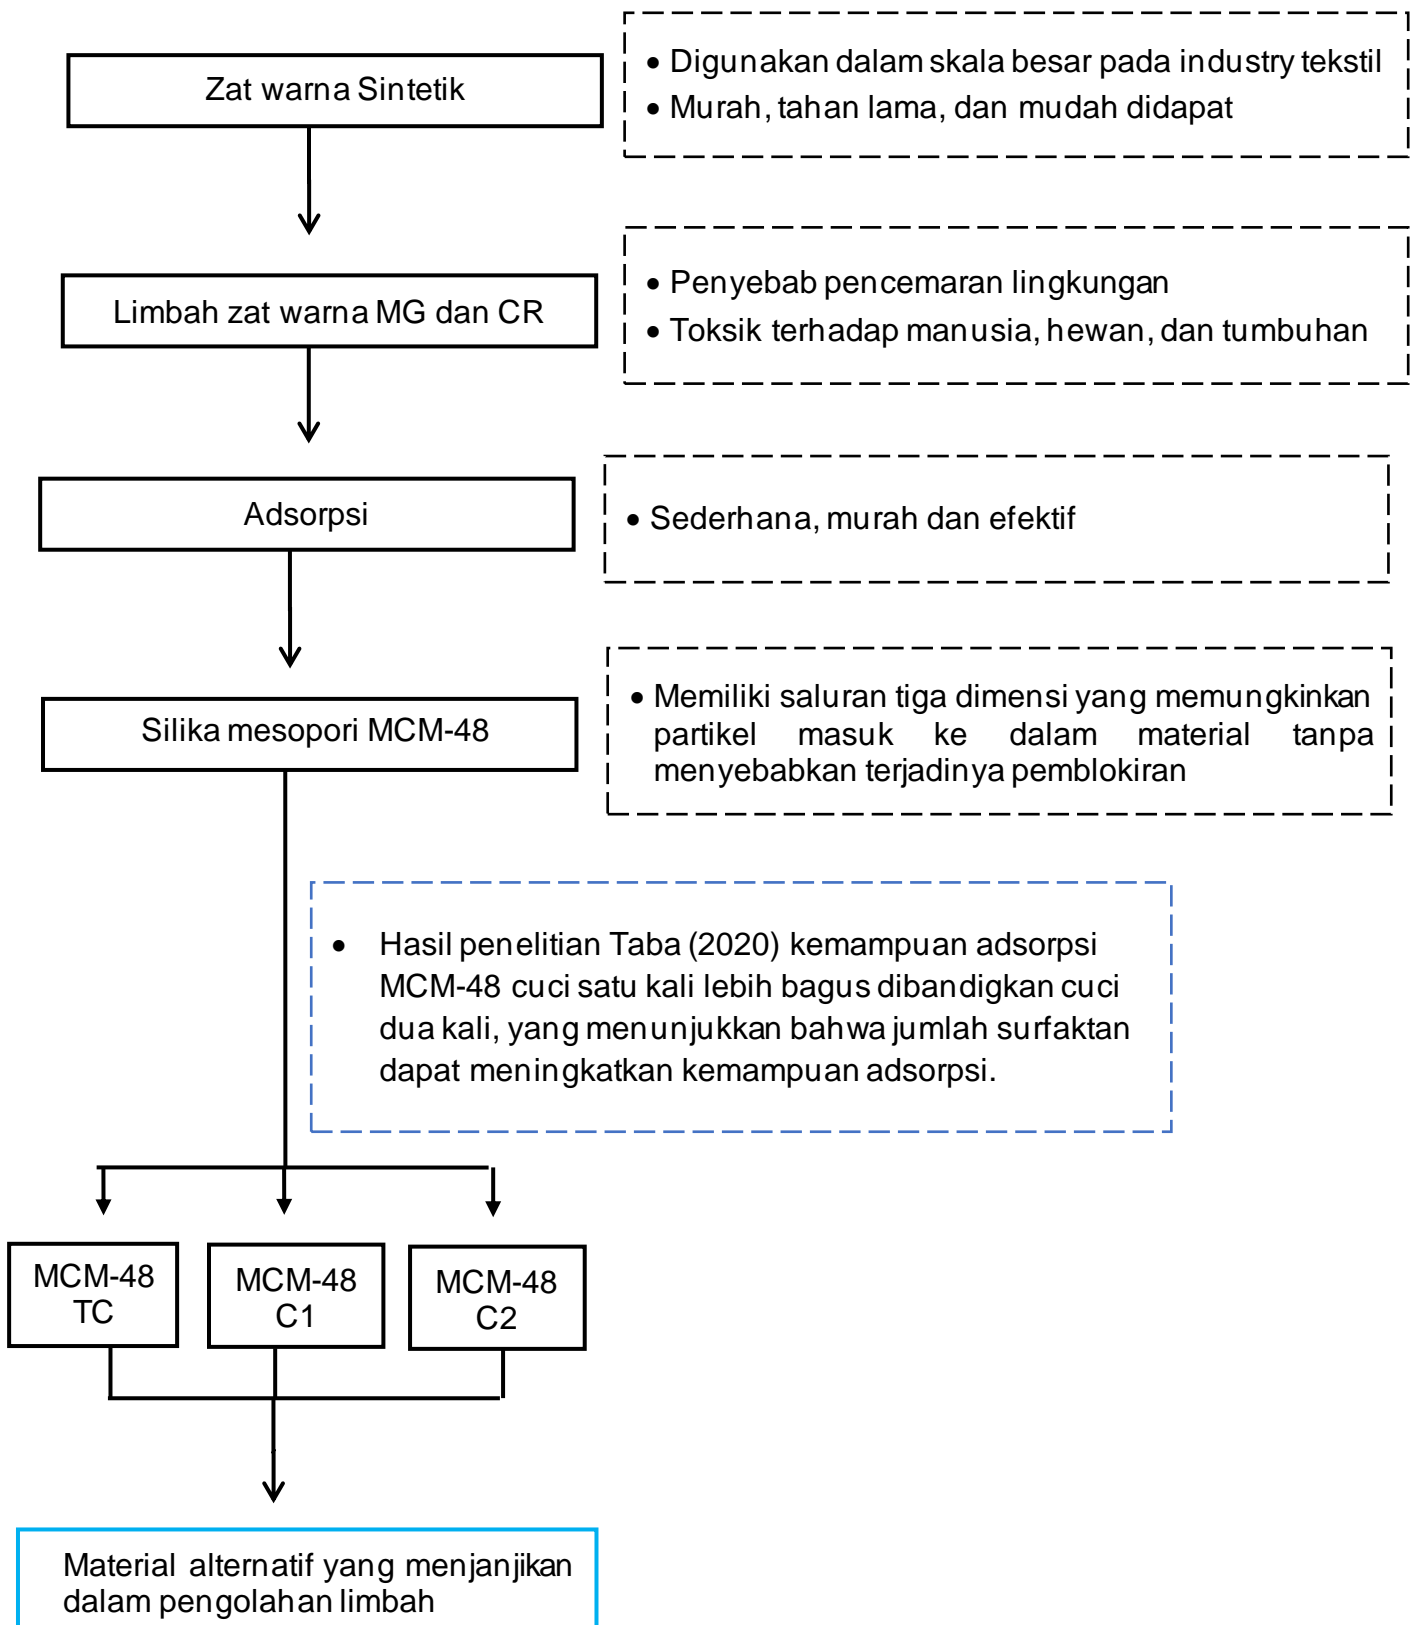 Zat warna Sintetik
• Digunakan dalam skala besar pada industry tekstil
• Murah, tahan lama, dan mudah didapat
Limbah zat warna MG dan CR
• Penyebab pencemaran lingkungan
• Toksik terhadap manusia, hewan, dan tumbuhan
Adsorpsi
• Sederhana, murah dan efektif
Silika mesopori MCM-48
• Memiliki saluran tiga dimensi yang memungkinkan
partikel masuk ke dalam material tanpa
menyebabkan terjadinya pemblokiran
• Hasil penelitian Taba (2020) kemampuan adsorpsi
MCM-48 cuci satu kali lebih bagus dibandigkan cuci
dua kali, yang menunjukkan bahwa jumlah surfaktan
dapat meningkatkan kemampuan adsorpsi.
MCM-48
TC
MCM-48
C1
MCM-48
C2
Material alternatif yang menjanjikan
dalam pengolahan limbah